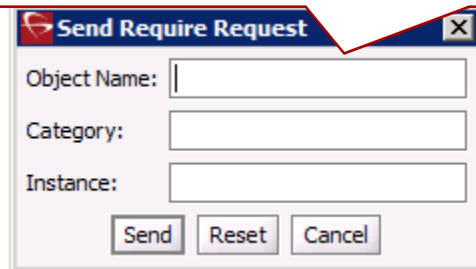 Send Require Request
Object Name:
Category:
Instance:
Send Reset Cancel